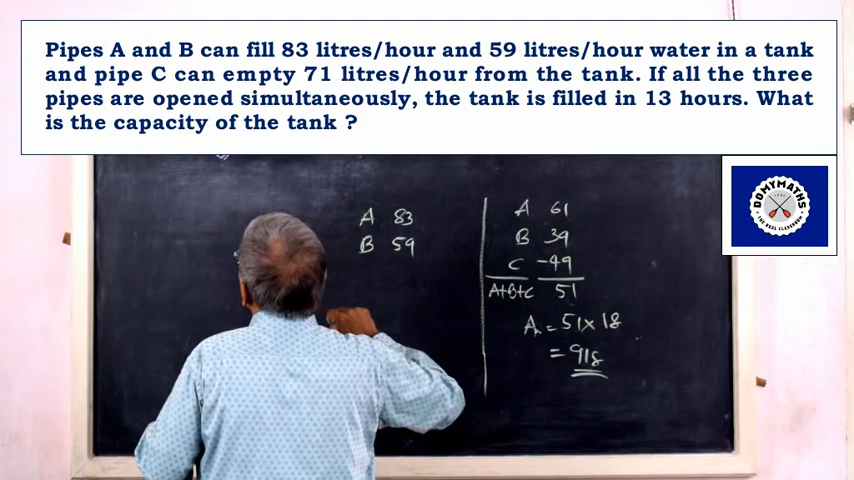 Pipes A and B can fill 83 litres/hour and 59 litres/hour water in a tank
and pipe C can empty 71 litres/hour from the tank. If all the three
pipes are opened simultaneously, the tank is filled in 13 hours. What
is the capacity of the tank ?
DOMYMATHS
THE REAL CLASSROOM
A 83
B 59
A 61
B 39
C -49
A+B+C 51
A = 51 x 18
= 918